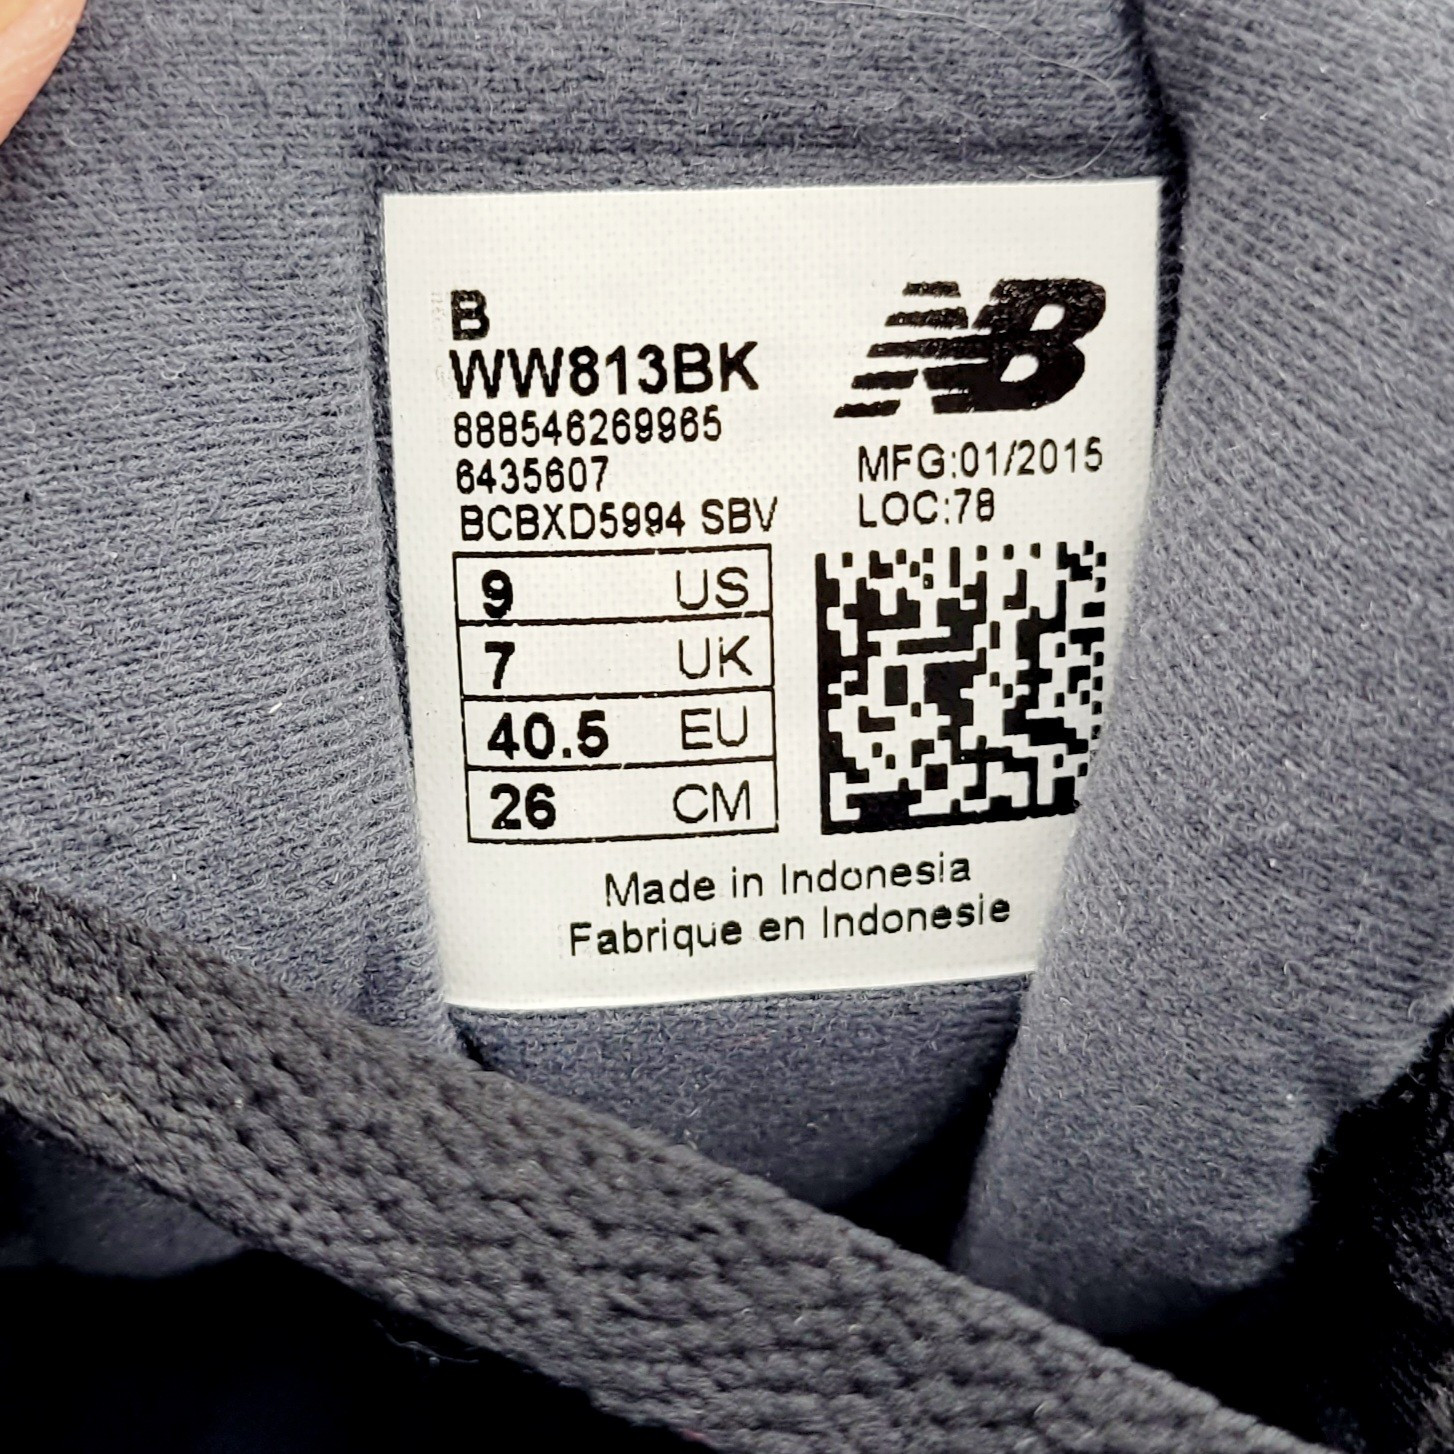 B
WW813BK
888546269965
6435607
BCBXD5994 SBV
NB
MFG:01/2015
LOC:78
9 US
7 UK
40.5 EU
26 CM
Made in Indonesia
Fabrique en Indonesie